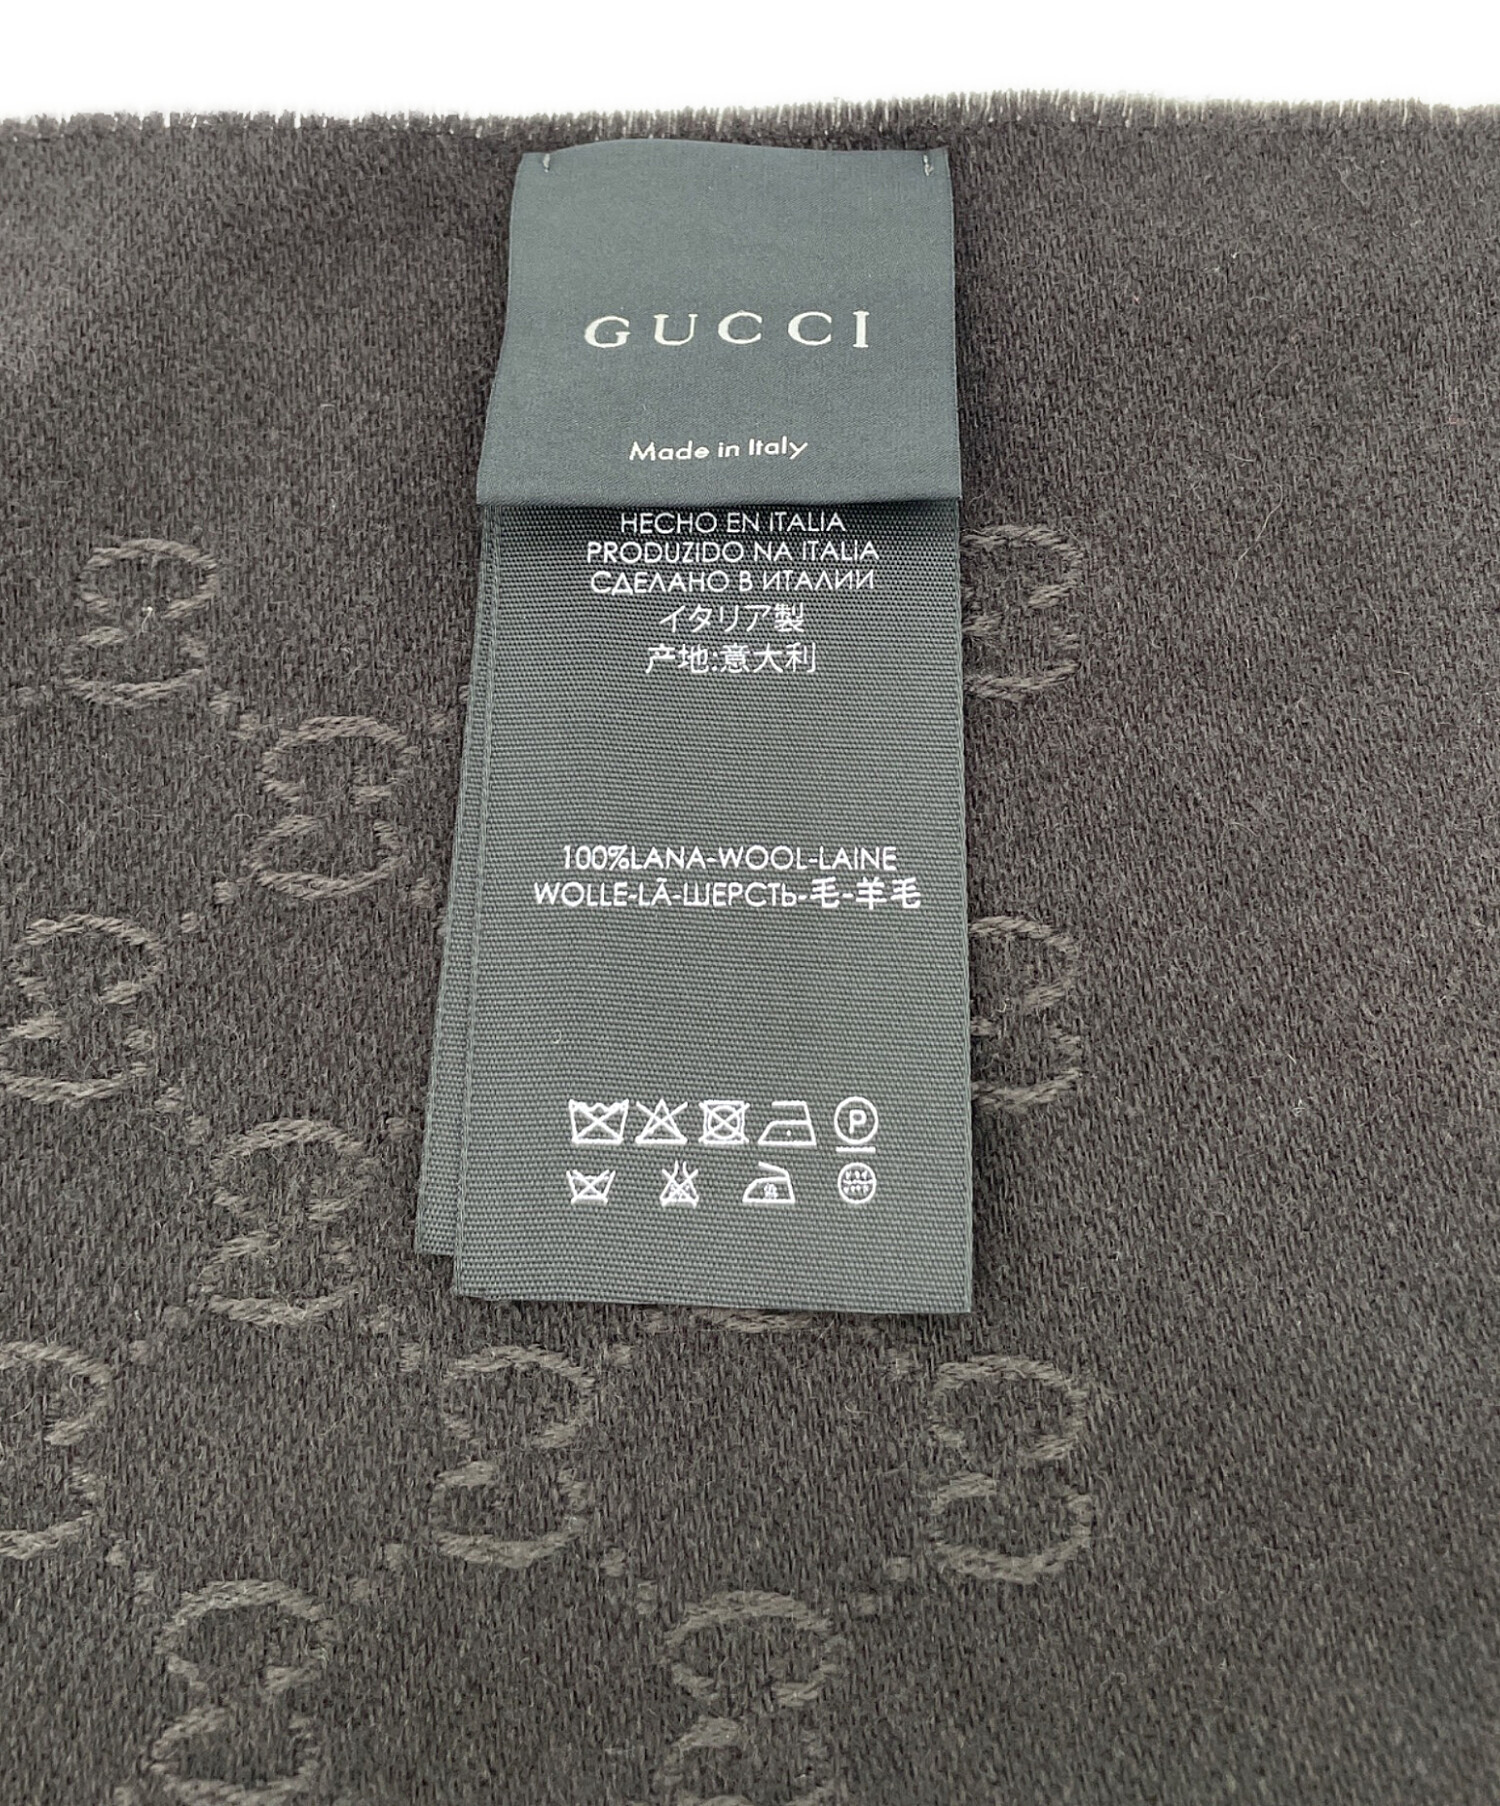 GUCCI
Made in Italy
HECHO EN ITALIA
PRODUZIDO NA ITALIA
СДЕЛАНО В ИТАЛИИ
イタリア製
产地:意大利
100%LANA-WOOL-LAINE
WOLLE-LÃ-ШЕРСТЬ-毛-羊毛
P